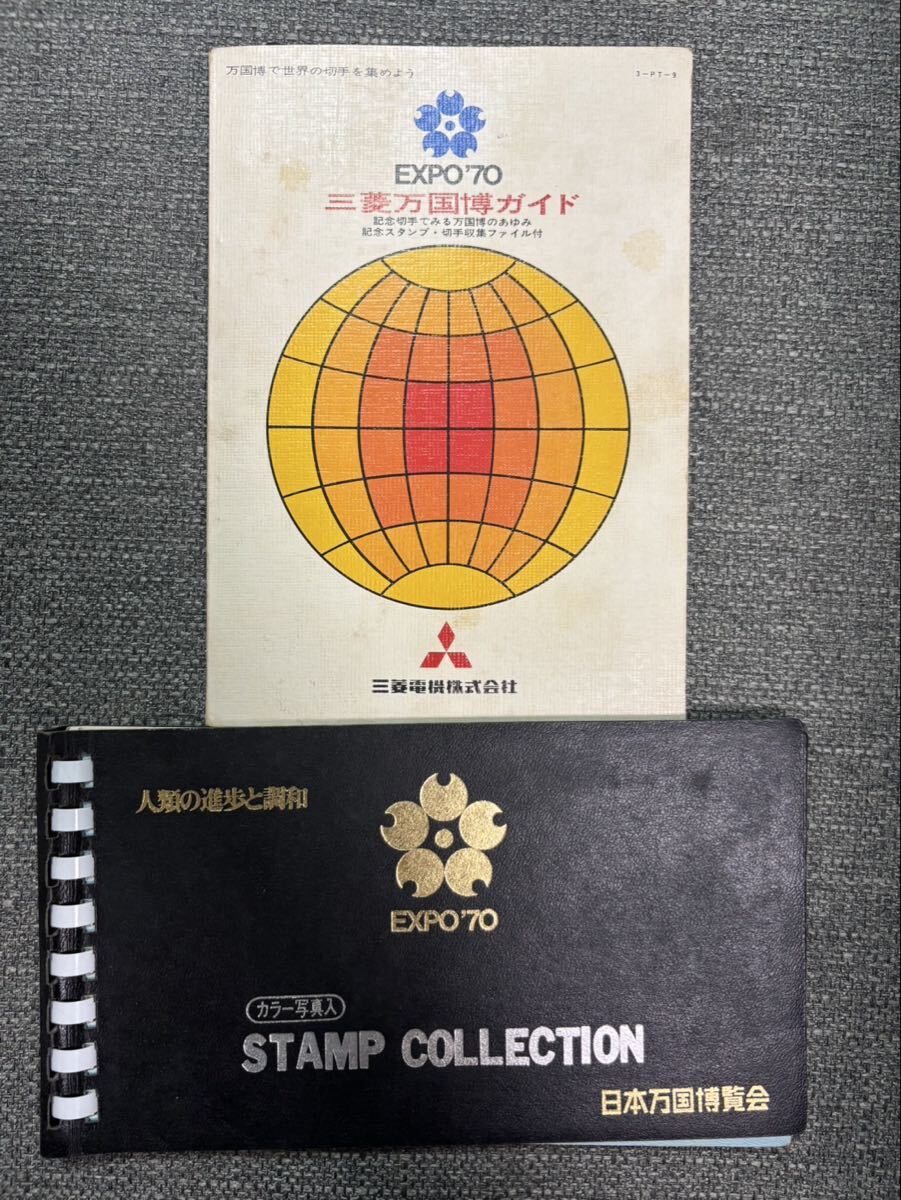 万国博で世界の切手を集めよう
3-PT-9
EXPO'70
三菱万国博ガイド
記念切手でみる万国博のあゆみ
記念スタンプ・切手収集ファイル付
三菱電機株式会社
人類の進歩と調和
EXPO'70
カラー写真入
STAMP COLLECTION
日本万国博覧会